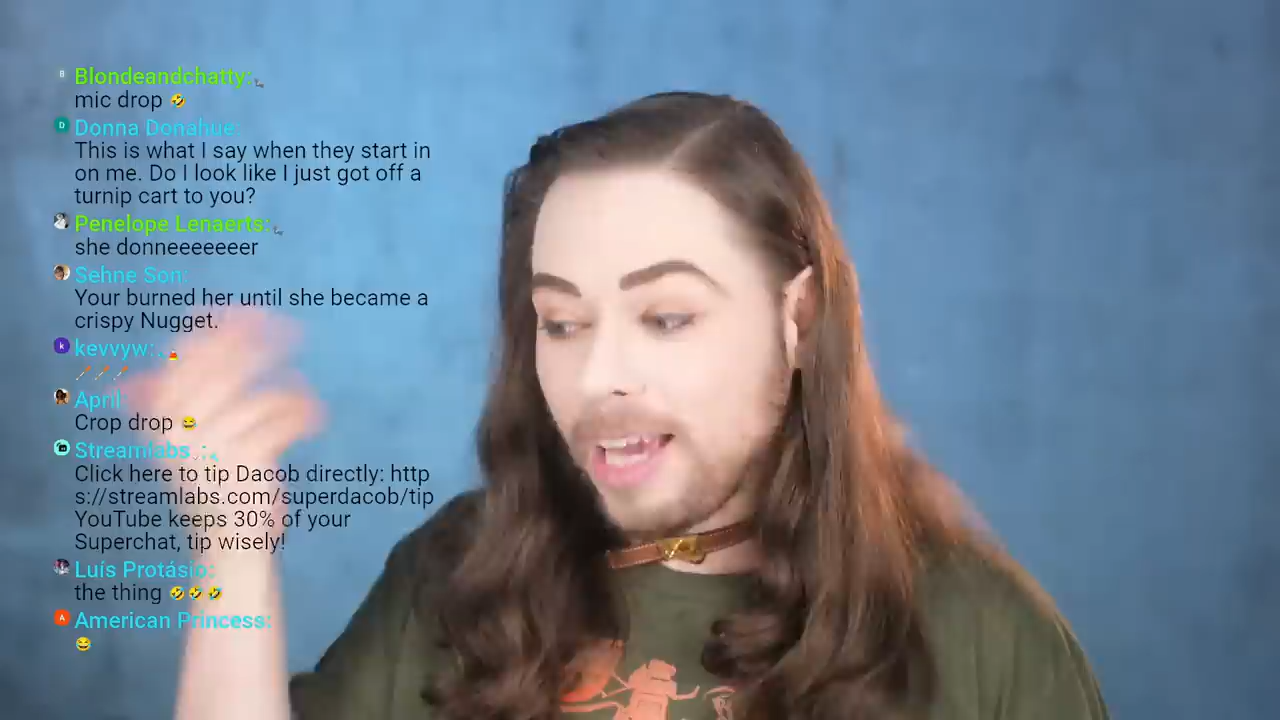 Blondeandchatty:
mic drop 🤣
Donna Donahue:
This is what I say when they start in
on me. Do I look like I just got off a
turnip cart to you?
Penelope Lenaerts:
she donneeeeeeer
Sehne Son:
Your burned her until she became a
crispy Nugget.
kevvyw:
April:
Crop drop 😂
Streamlabs :
Click here to tip Dacob directly: http
s://streamlabs.com/superdacob/tip
YouTube keeps 30% of your
Superchat, tip wisely!
Luís Protásio:
the thing 🤣🤣🤣
American Princess:
😂